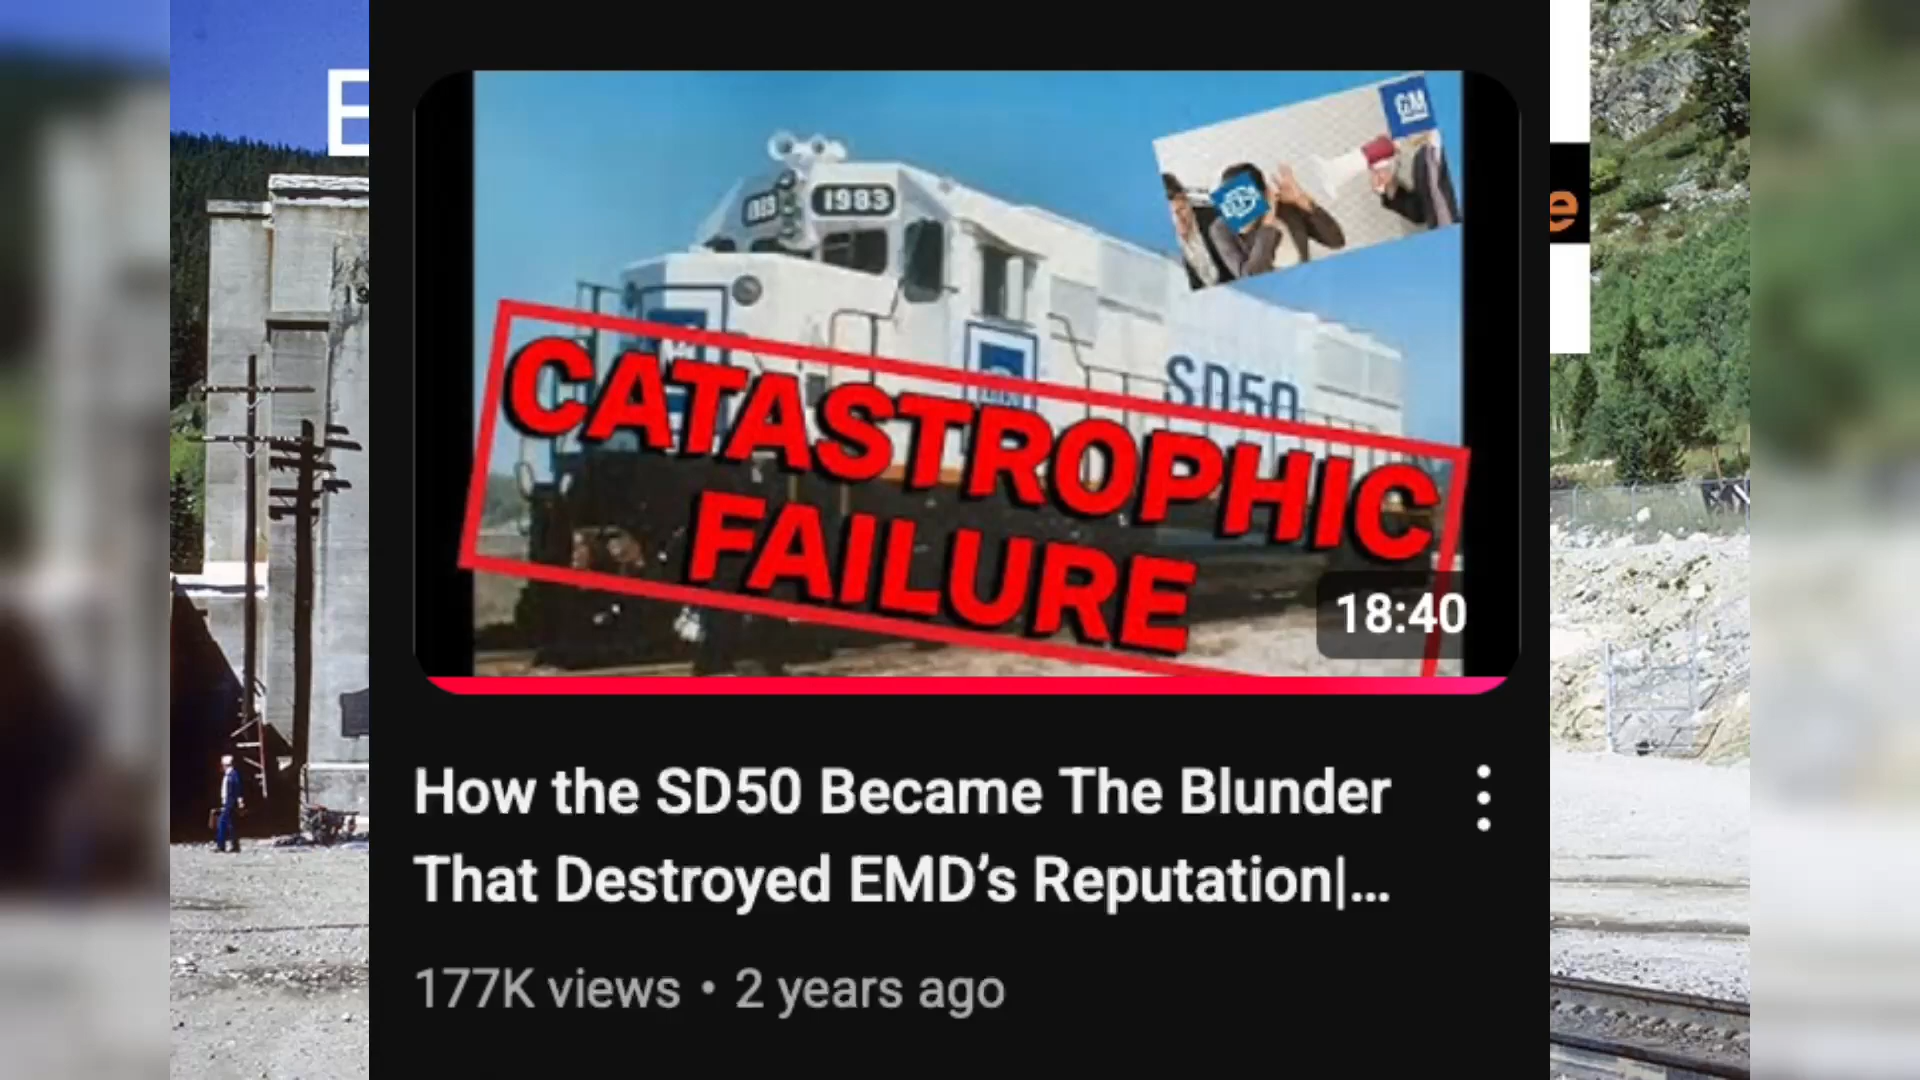 E
GM
1983
SD50
CATASTROPHIC
FAILURE
18:40
e
How the SD50 Became The Blunder
That Destroyed EMD's Reputation|...
177K views • 2 years ago